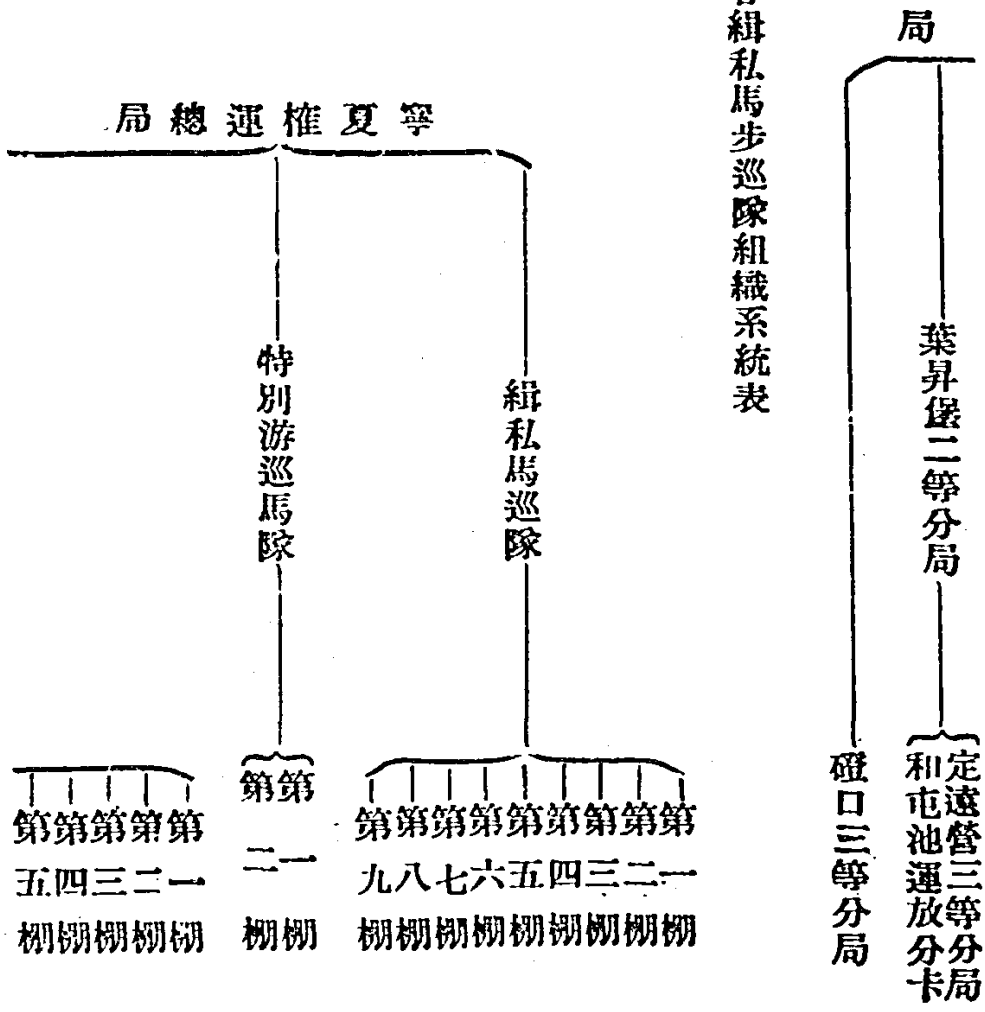 局
葉昇堡二等分局
定遠營三等分局
和屯池運放分卡
磴口三等分局
緝私馬步巡隊組織系統表
寧夏榷運總局
緝私馬巡隊
第一棚
第二棚
第三棚
第四棚
第五棚
第六棚
第七棚
第八棚
第九棚
特別游巡馬隊
第一棚
第二棚
第一棚
第二棚
第三棚
第四棚
第五棚